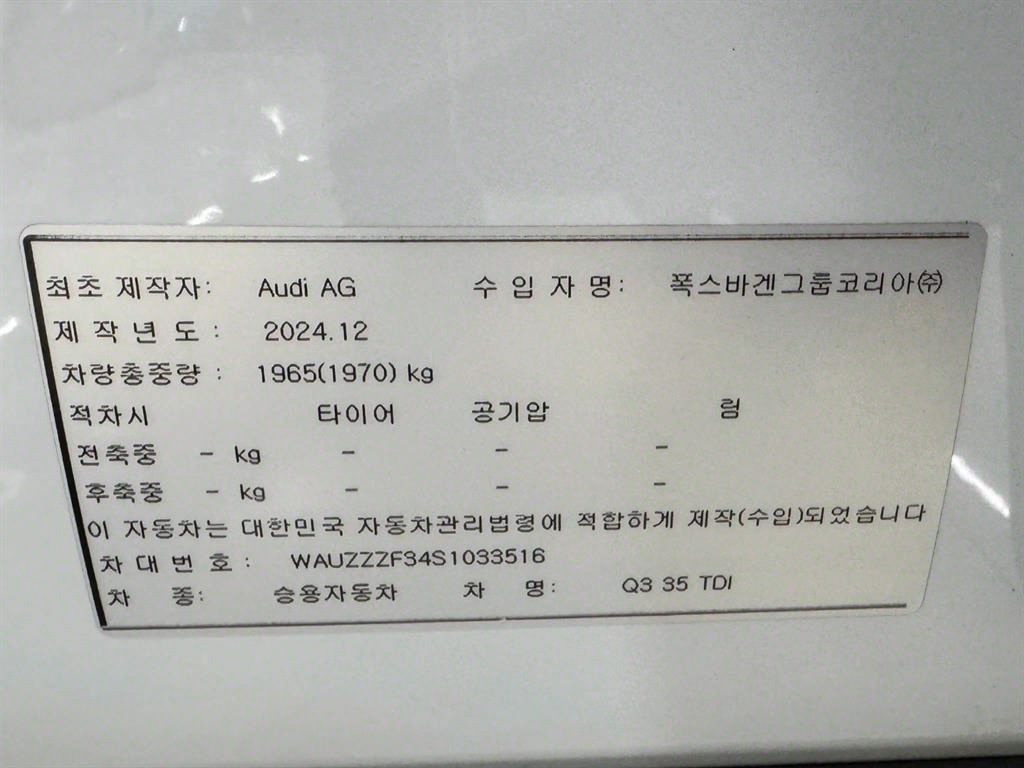 최초 제작자: Audi AG 수 입 자 명: 폭스바겐그룹코리아㈜
제 작 년 도 : 2024.12
차량총중량 : 1965(1970) kg
적차시 타이어 공기압 림
전축중 - kg - - -
후축중 - kg - - -
이 자동차는 대한민국 자동차관리법령에 적합하게 제작(수입)되었습니다
차 대 번 호 : WAUZZZF34S1033516
차 종: 승용자동차 차 명: Q3 35 TDI